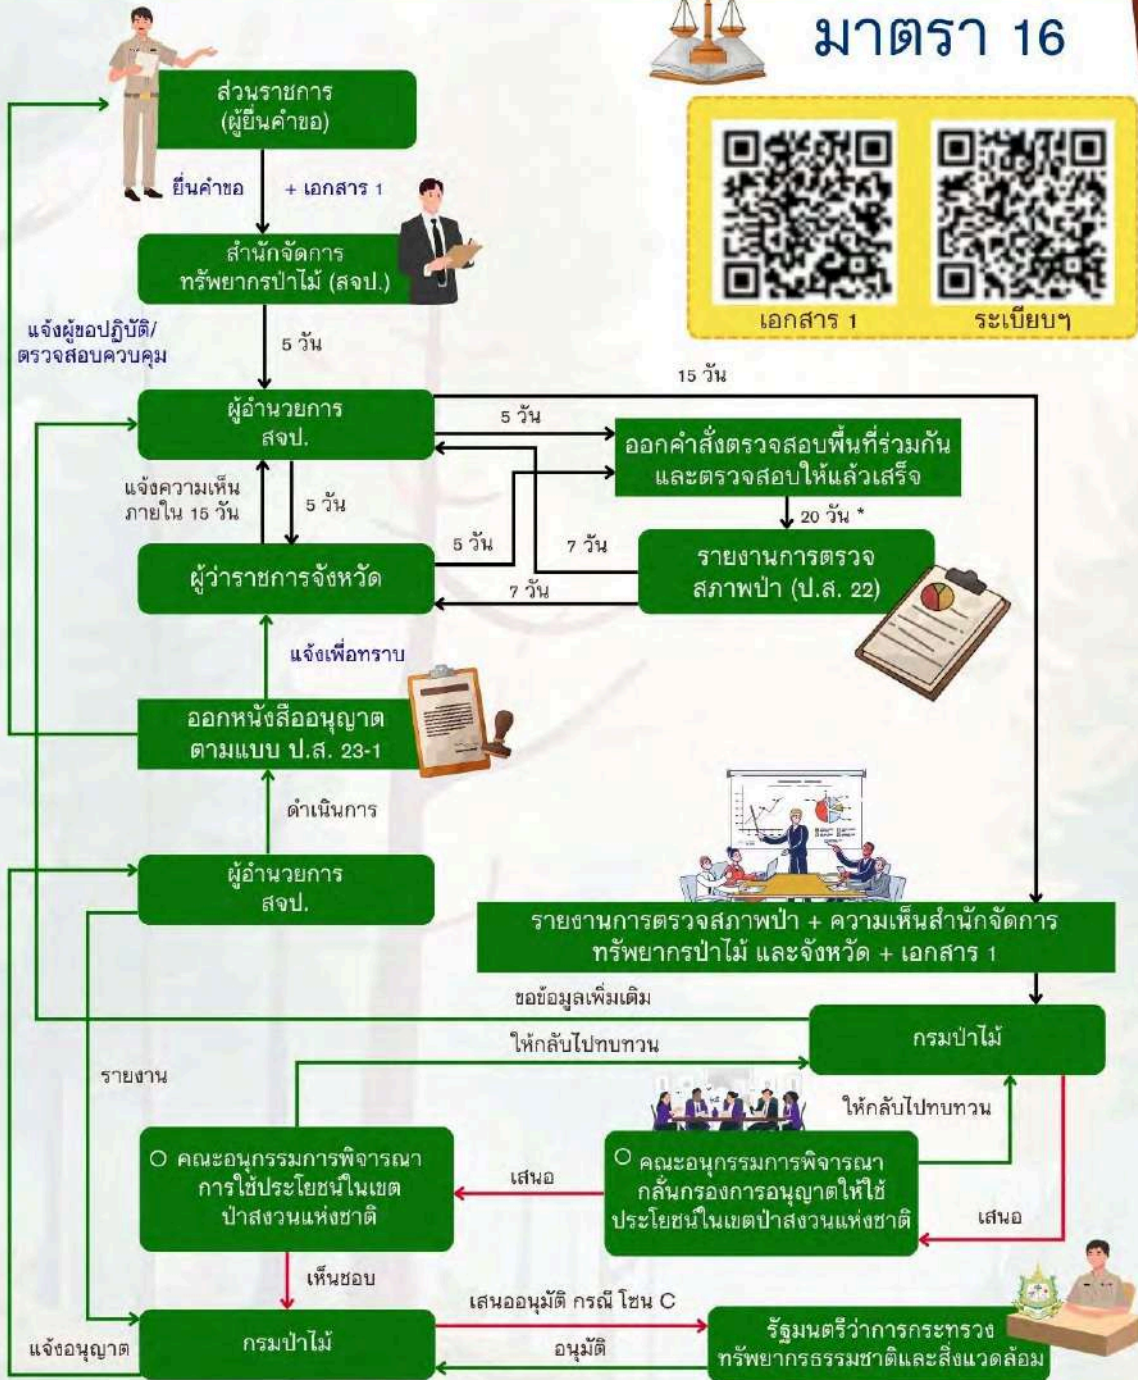 มาตรา 16
ส่วนราชการ
(ผู้ยื่นคำขอ)
ยื่นคำขอ
+ เอกสาร 1
สำนักจัดการ
ทรัพยากรป่าไม้ (สจป.)
เอกสาร 1
ระเบียบฯ
แจ้งผู้ขอปฏิบัติ/
ตรวจสอบควบคุม
5 วัน
15 วัน
ผู้อำนวยการ
สจป.
5 วัน
ออกคำสั่งตรวจสอบพื้นที่ร่วมกัน
และตรวจสอบให้แล้วเสร็จ
แจ้งความเห็น
ภายใน 15 วัน
5 วัน
20 วัน *
5 วัน
7 วัน
ผู้ว่าราชการจังหวัด
รายงานการตรวจ
สภาพป่า (ป.ส. 22)
7 วัน
แจ้งเพื่อทราบ
ออกหนังสืออนุญาต
ตามแบบ ป.ส. 23-1
ดำเนินการ
ผู้อำนวยการ
สจป.
รายงานการตรวจสภาพป่า + ความเห็นสำนักจัดการ
ทรัพยากรป่าไม้ และจังหวัด + เอกสาร 1
ขอข้อมูลเพิ่มเติม
กรมป่าไม้
ให้กลับไปทบทวน
รายงาน
ให้กลับไปทบทวน
คณะอนุกรรมการพิจารณา
การใช้ประโยชน์ในเขต
ป่าสงวนแห่งชาติ
เสนอ
คณะอนุกรรมการพิจารณา
กลั่นกรองการอนุญาตให้ใช้
ประโยชน์ในเขตป่าสงวนแห่งชาติ
เสนอ
เห็นชอบ
เสนออนุมัติ กรณี โซน C
แจ้งอนุญาต
กรมป่าไม้
อนุมัติ
รัฐมนตรีว่าการกระทรวง
ทรัพยากรธรรมชาติและสิ่งแวดล้อม